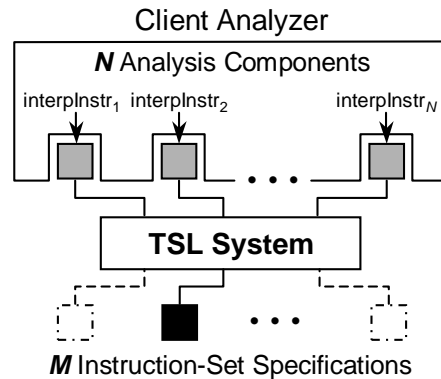 Client Analyzer
N Analysis Components
interpInstr1 interpInstr2 interpInstrN
• • •
TSL System
• • •
M Instruction-Set Specifications